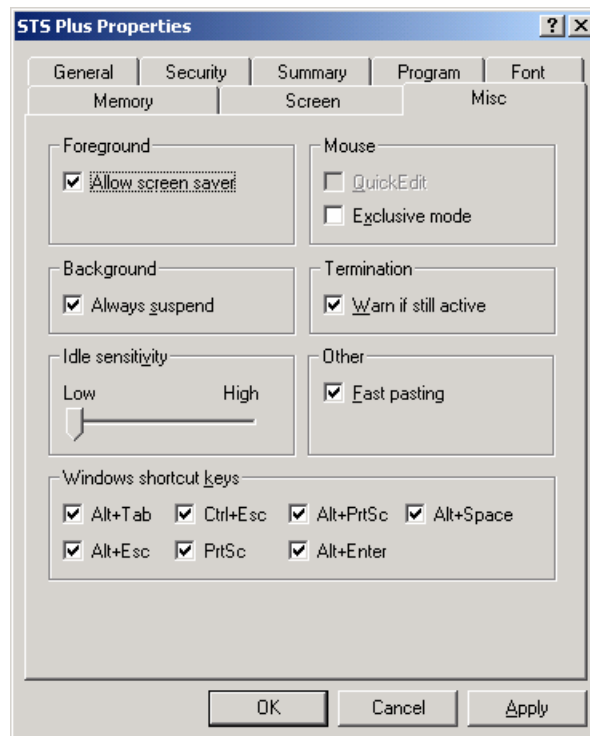 STS Plus Properties
General Security Summary Program Font
Memory Screen Misc
Foreground
Allow screen saver
Mouse
QuickEdit
Exclusive mode
Background
Always suspend
Termination
Warn if still active
Idle sensitivity
Low High
Other
Fast pasting
Windows shortcut keys
Alt+Tab Ctrl+Esc Alt+PrtSc Alt+Space
Alt+Esc PrtSc Alt+Enter
OK Cancel Apply